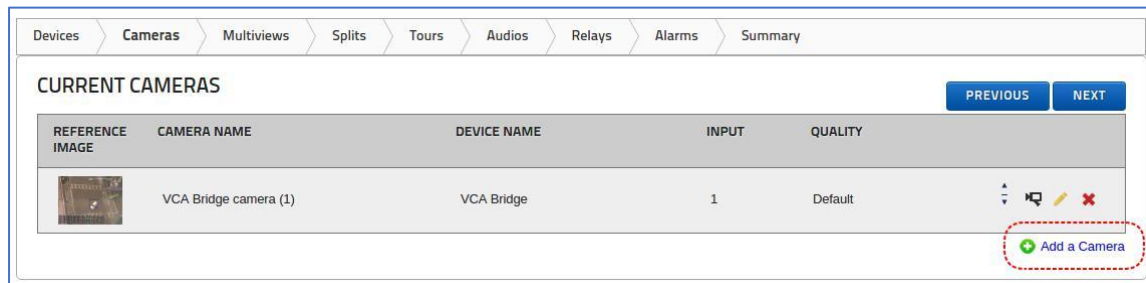 Devices Cameras Multiviews Splits Tours Audios Relays Alarms Summary
CURRENT CAMERAS
PREVIOUS NEXT
REFERENCE IMAGE CAMERA NAME DEVICE NAME INPUT QUALITY
VCA Bridge camera (1) VCA Bridge 1 Default
Add a Camera